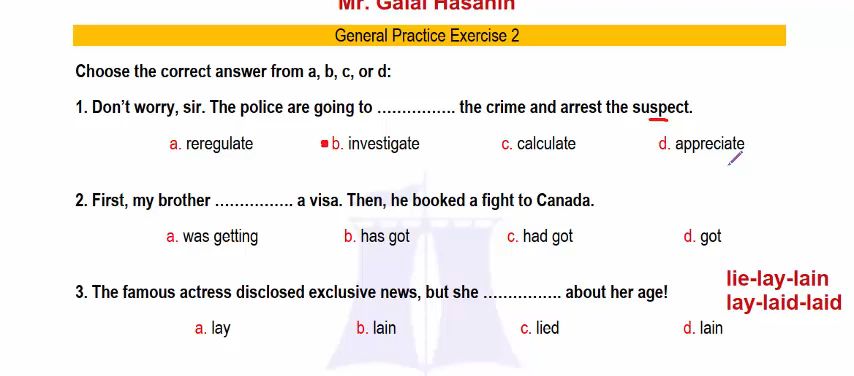 Mr. Galal Hasanin
General Practice Exercise 2
Choose the correct answer from a, b, c, or d:
1. Don't worry, sir. The police are going to ……………. the crime and arrest the suspect.
a. reregulate b. investigate c. calculate d. appreciate
2. First, my brother ……………. a visa. Then, he booked a fight to Canada.
a. was getting b. has got c. had got d. got
3. The famous actress disclosed exclusive news, but she ……………. about her age!
lie-lay-lain
lay-laid-laid
a. lay b. lain c. lied d. lain